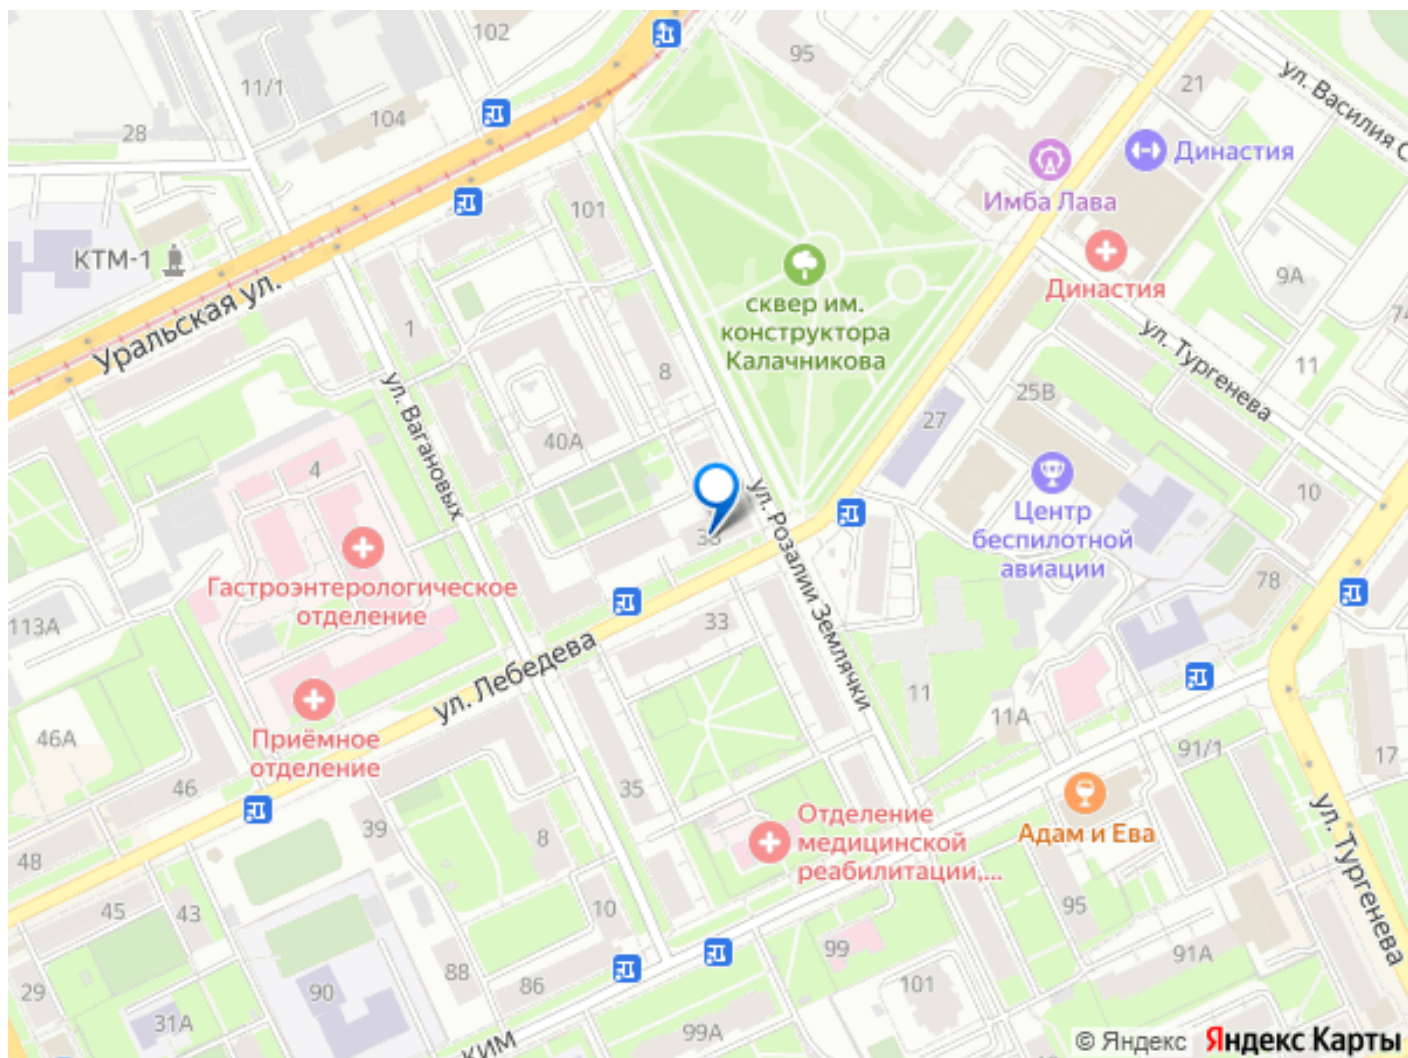 102
95
11/1
104
28
21
ул. Василия С
Династия
Имба Лава
101
КТМ-1
9А
Династия
Уральская ул.
сквер им.
конструктора
Калачникова
74
1
8
ул. Тургенева
11
25В
27
ул. Вагановых
40А
4
10
ул. Розалии Землячки
Центр
беспилотной
авиации
Гастроэнтерологическое
отделение
78
113А
33
ул. Лебедева
11
11А
46А
Приёмное
отделение
91/1
17
46
35
39
8
48
Отделение
медицинской
реабилитации,...
Адам и Ева
ул. Тургенева
45
43
10
95
99
91А
88
86
101
29
90
31А
99А
ким
© Яндекс
Яндекс Карты